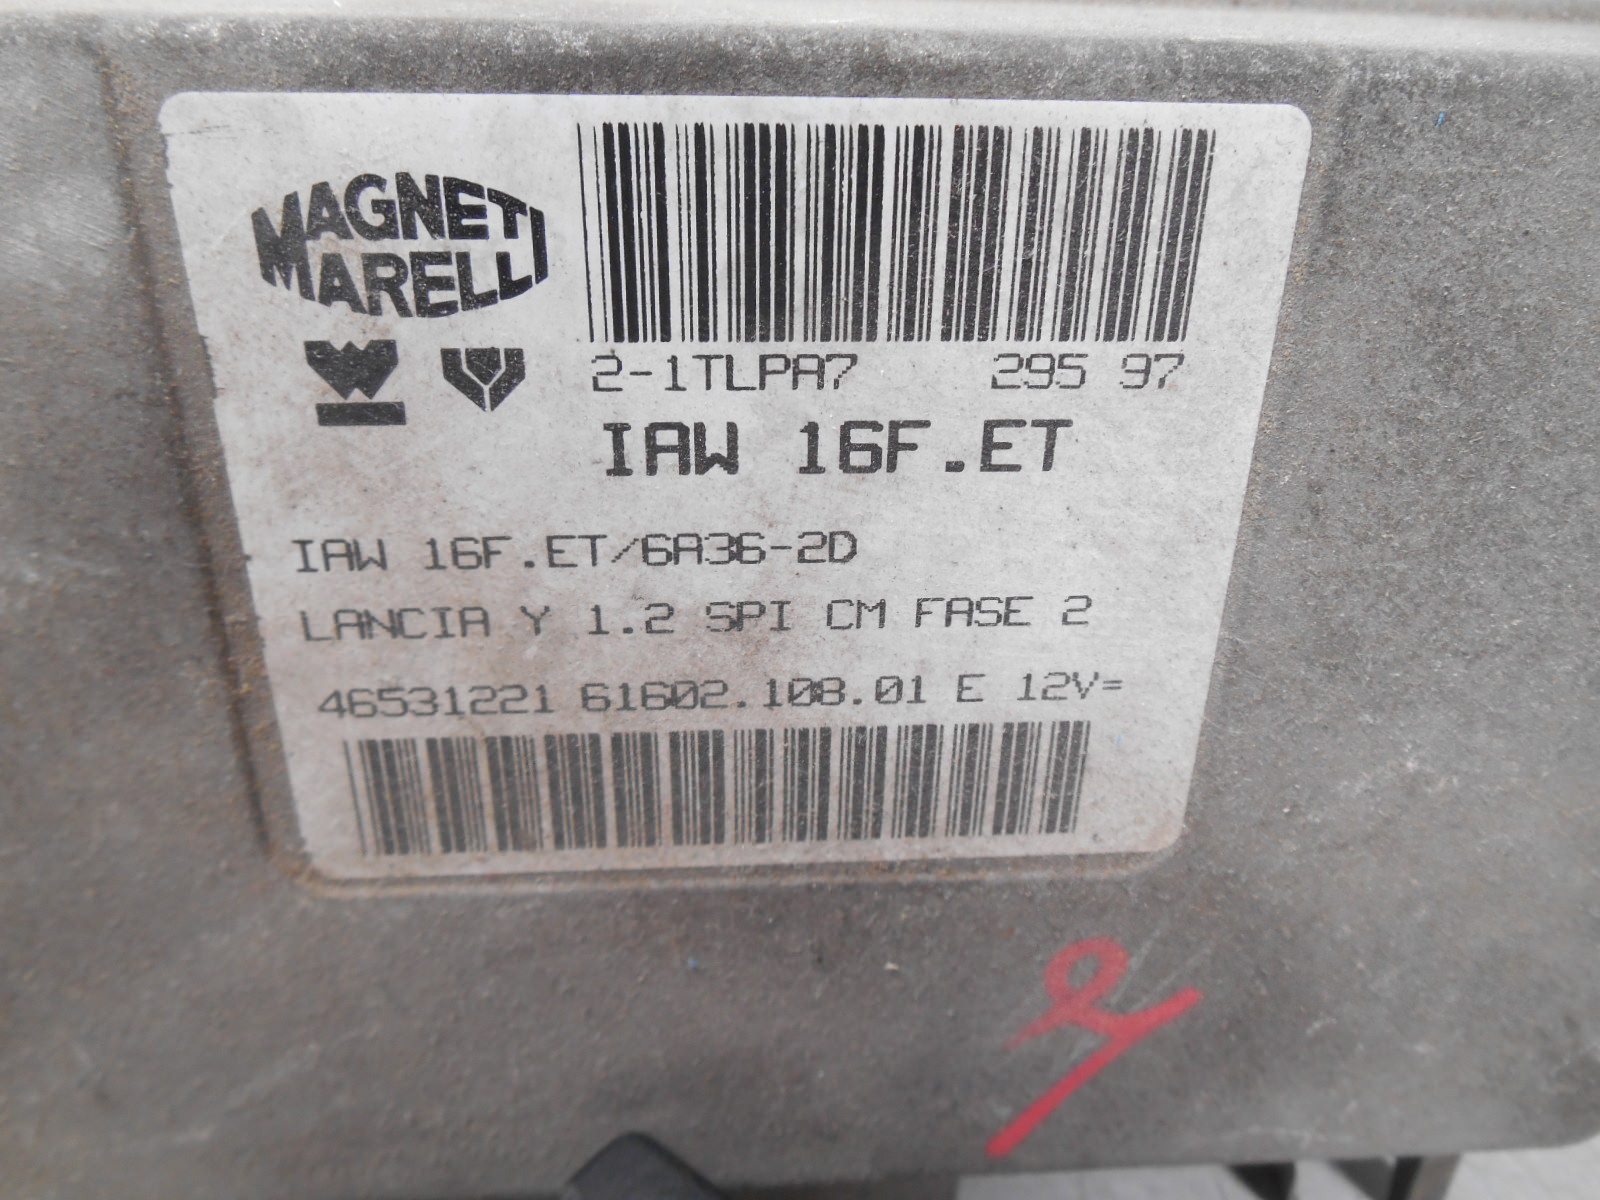 MAGNETI
MARELLI
2-1TLPA7 295 97
IAW 16F.ET
IAW 16F.ET/6A36-2D
LANCIA Y 1.2 SPI CM FASE 2
46531221 61602.108.01 E 12V=